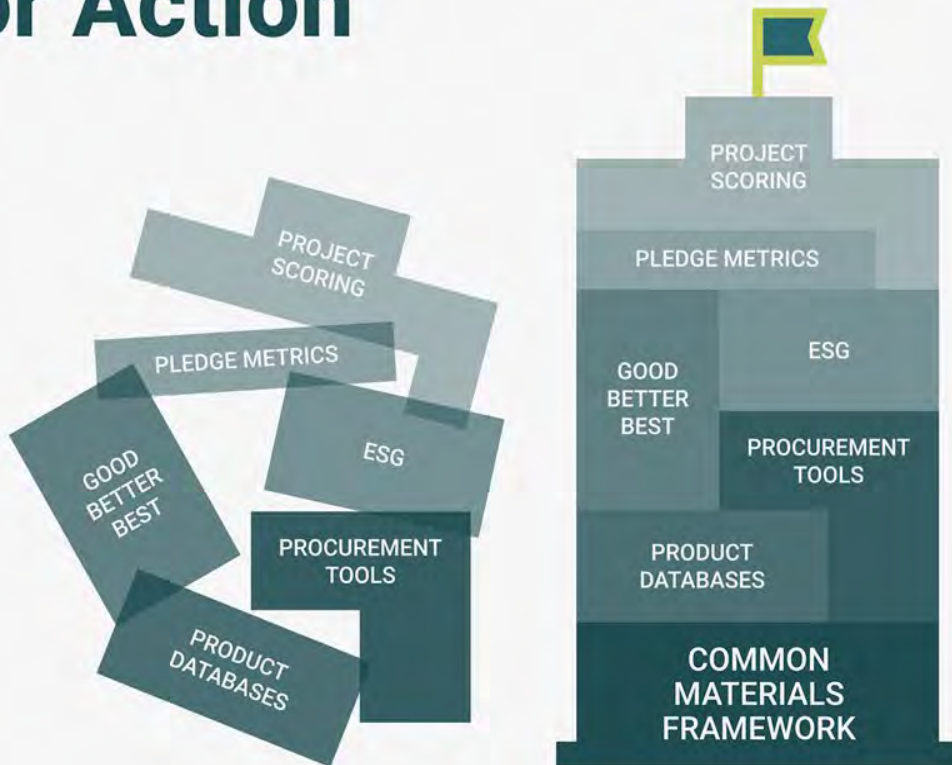 or Action
PROJECT
SCORING
PLEDGE METRICS
GOOD
BETTER
BEST
ESG
PROCUREMENT
TOOLS
PRODUCT
DATABASES
PROJECT
SCORING
PLEDGE METRICS
GOOD
BETTER
BEST
ESG
PROCUREMENT
TOOLS
PRODUCT
DATABASES
COMMON
MATERIALS
FRAMEWORK